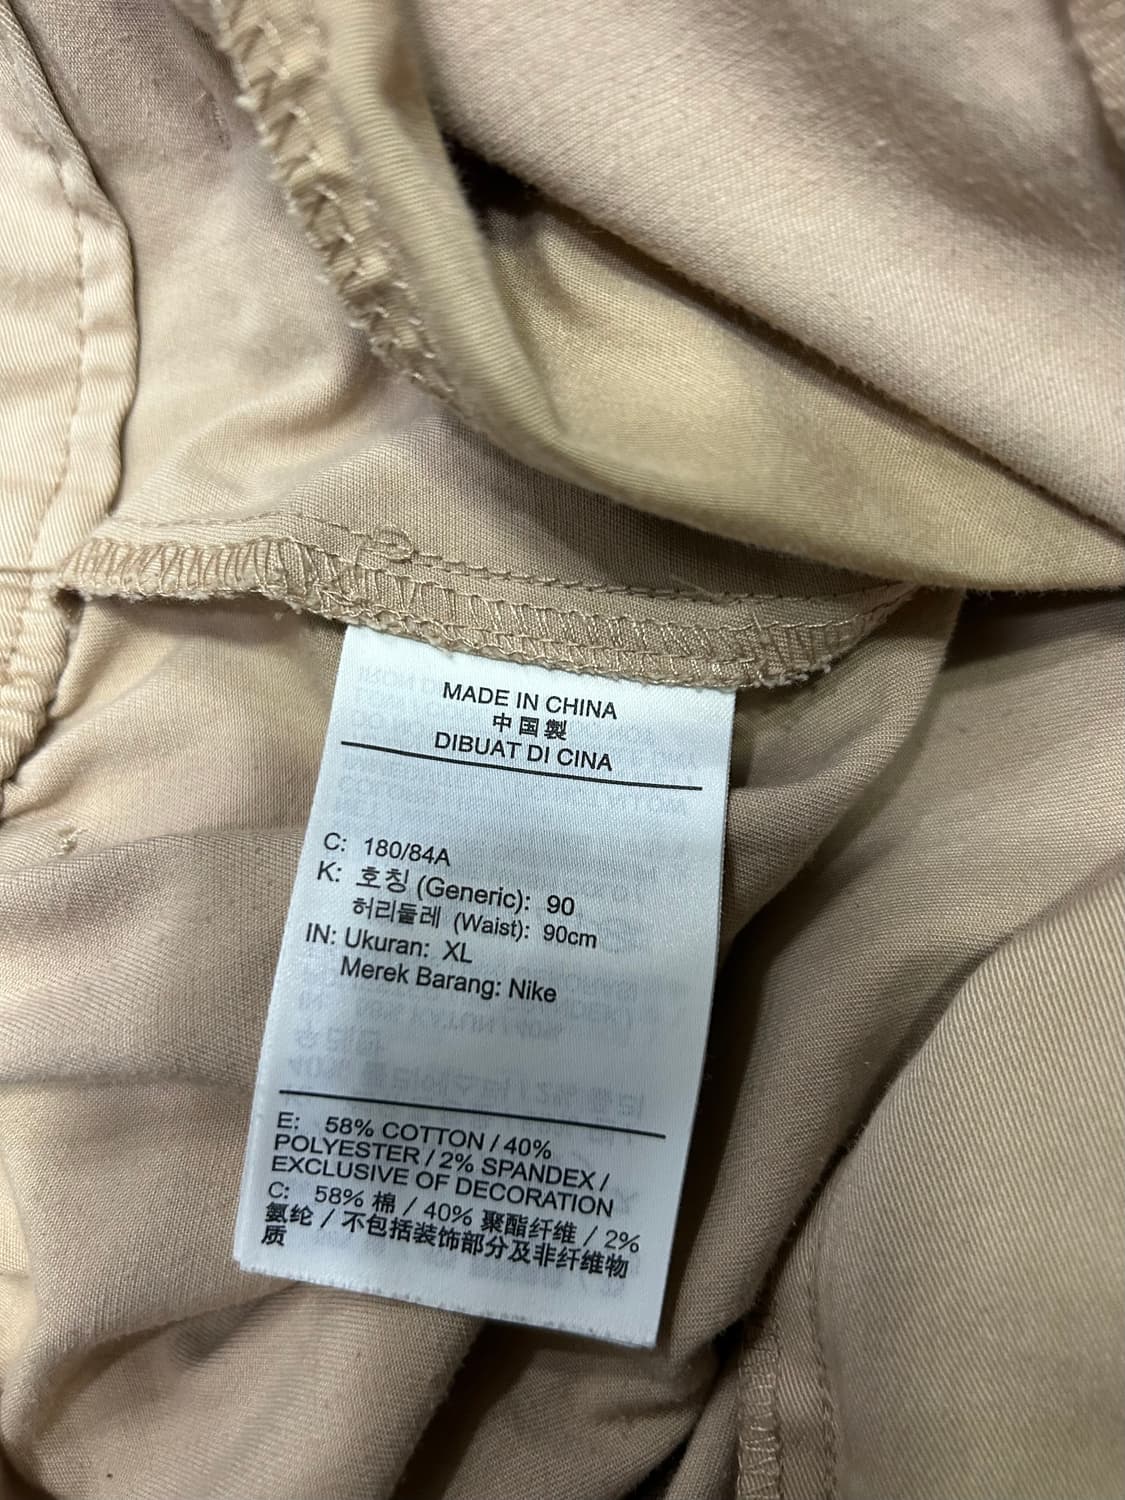 MADE IN CHINA
中国製
DIBUAT DI CINA
C: 180/84A
K: 호칭 (Generic): 90
허리둘레 (Waist): 90cm
IN: Ukuran: XL
Merek Barang: Nike
E: 58% COTTON / 40%
POLYESTER / 2% SPANDEX /
EXCLUSIVE OF DECORATION
C: 58% 棉 / 40% 聚酯纤维 / 2%
氨纶 / 不包括装饰部分及非纤维物
质